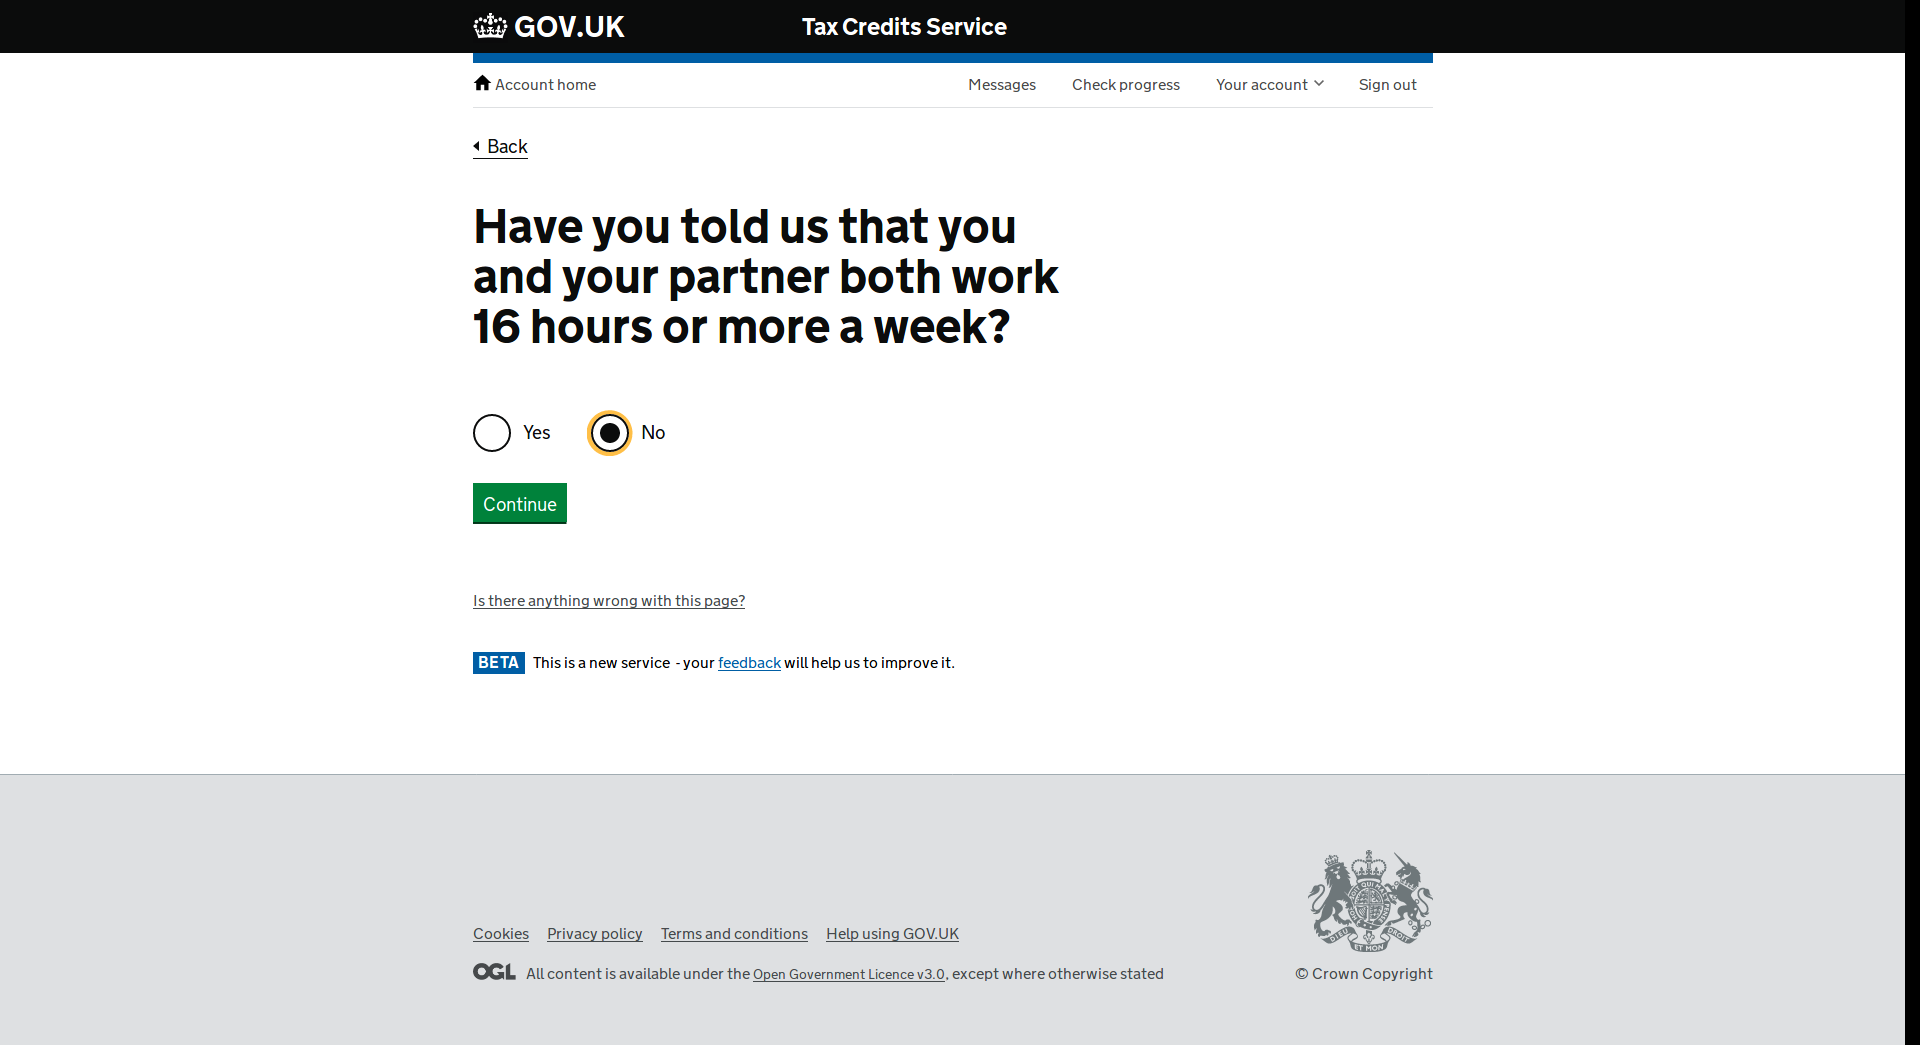 GOV.UK
Tax Credits Service
Account home
Messages
Check progress
Your account
Sign out
Back
Have you told us that you
and your partner both work
16 hours or more a week?
Yes
No
Continue
Is there anything wrong with this page?
BETA This is a new service - your feedback will help us to improve it.
Cookies
Privacy policy
Terms and conditions
Help using GOV.UK
OGL All content is available under the Open Government Licence v3.0, except where otherwise stated
© Crown Copyright